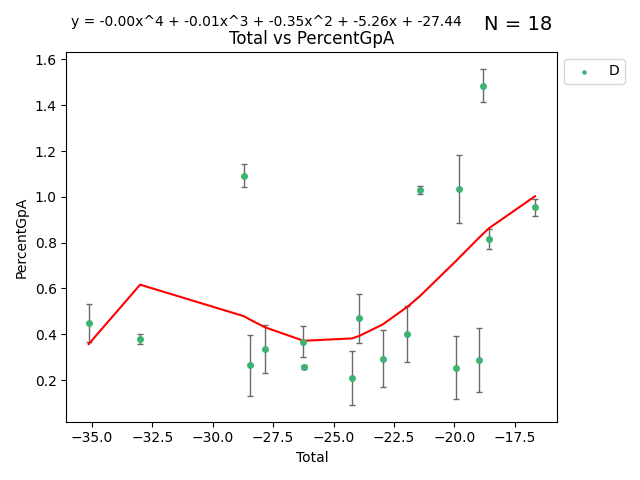 y = -0.00x^4 + -0.01x^3 + -0.35x^2 + -5.26x + -27.44
N = 18
Total vs PercentGpA
D
PercentGpA
1.6
1.4
1.2
1.0
0.8
0.6
0.4
0.2
−35.0 −32.5 −30.0 −27.5 −25.0 −22.5 −20.0 −17.5
Total